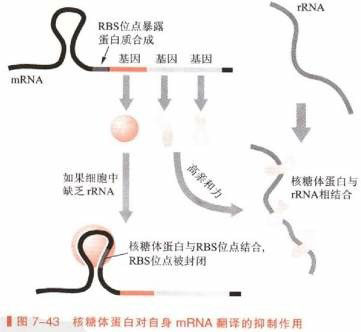 rRNA
RBS位点暴露
蛋白质合成
基因 基因 基因
mRNA
如果细胞中
缺乏rRNA
高亲和力
核糖体蛋白与
rRNA相结合
核糖体蛋白与RBS位点结合,
RBS位点被封闭
图 7-43 核糖体蛋白对自身 mRNA 翻译的抑制作用